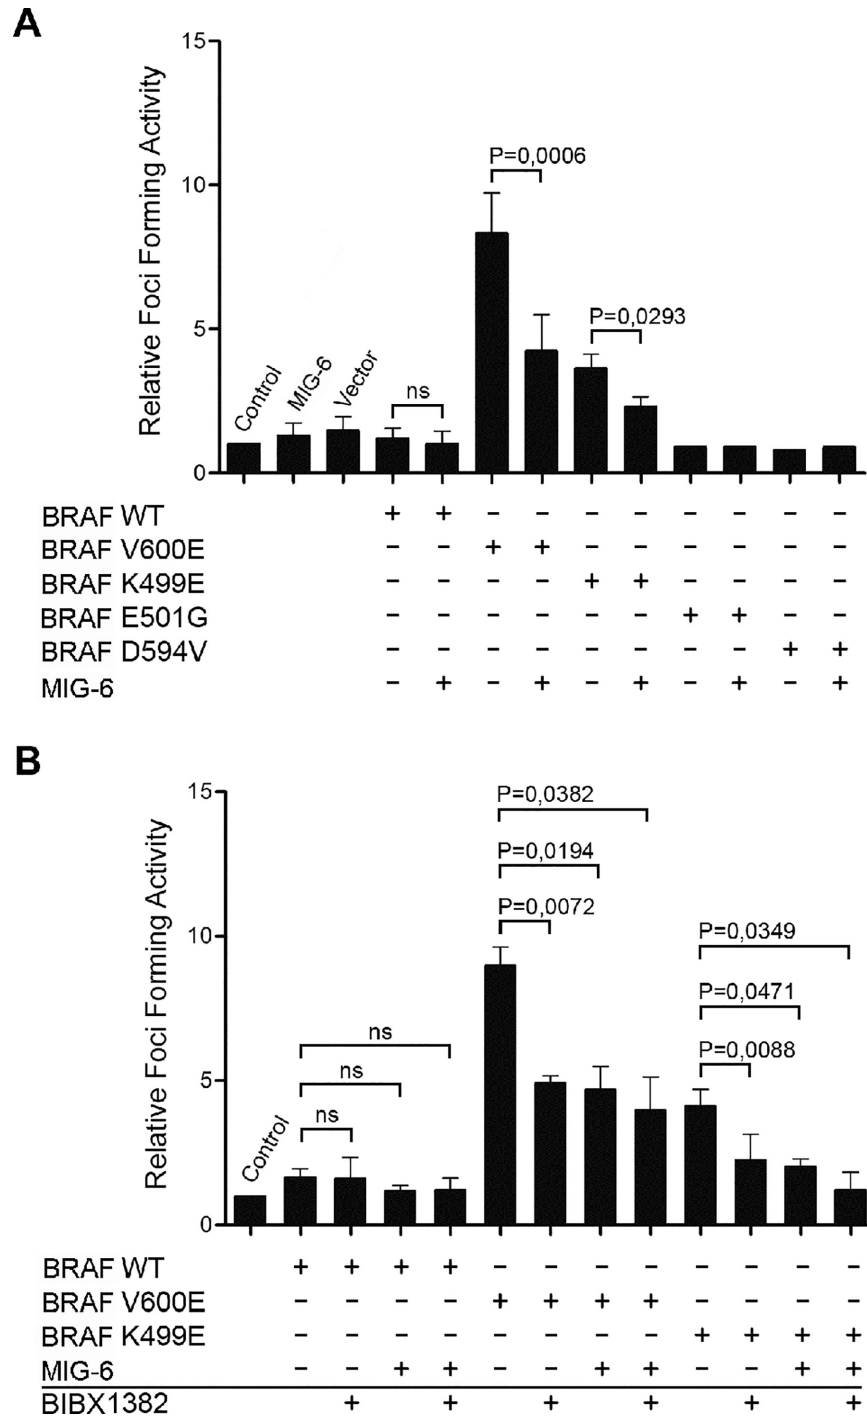 A
Relative Foci Forming Activity
15
10
5
0
Control
MIG-6
Vector
ns
P=0,0006
P=0,0293
BRAF WT + + – – – – – – – –
BRAF V600E – – + + – – – – – –
BRAF K499E – – – – + + – – – –
BRAF E501G – – – – – – + + – –
BRAF D594V – – – – – – – – + +
MIG-6 – + – + – + – + – +
B
Relative Foci Forming Activity
15
10
5
0
Control
ns
ns
ns
P=0,0382
P=0,0194
P=0,0072
P=0,0349
P=0,0471
P=0,0088
BRAF WT + + + + – – – – – – – –
BRAF V600E – – – – + + + + – – – –
BRAF K499E – – – – – – – – + + + +
MIG-6 – – + + – – + + – – + +
BIBX1382 + + + + + +